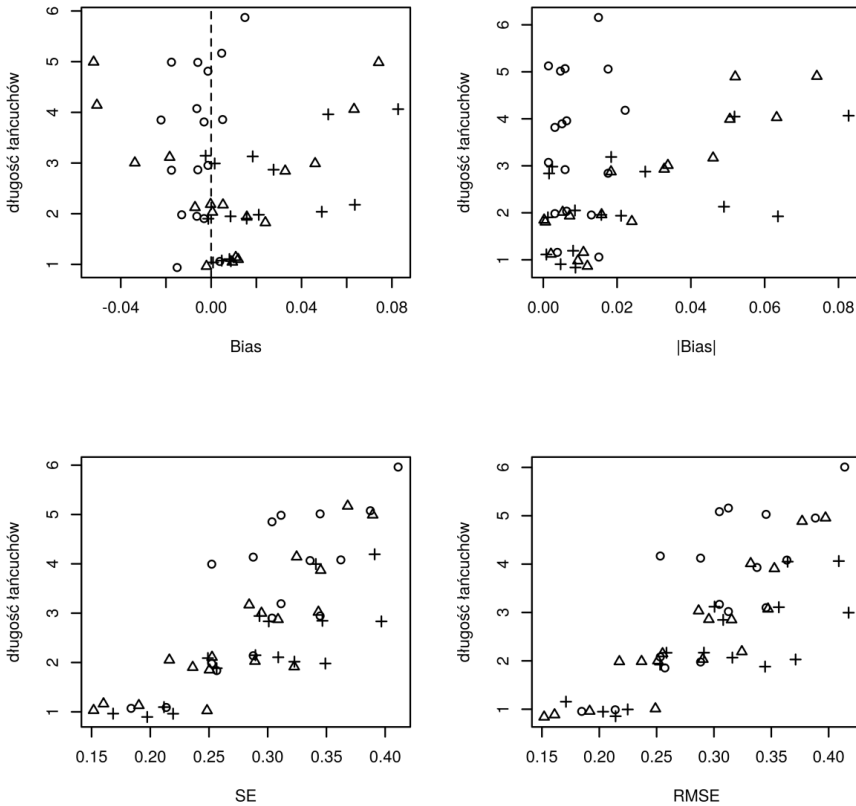 długość łańcuchów
1 2 3 4 5 6
-0.04 0.00 0.04 0.08
Bias
długość łańcuchów
1 2 3 4 5 6
0.00 0.02 0.04 0.06 0.08
|Bias|
długość łańcuchów
1 2 3 4 5 6
0.15 0.20 0.25 0.30 0.35 0.40
SE
długość łańcuchów
1 2 3 4 5 6
0.15 0.20 0.25 0.30 0.35 0.40
RMSE